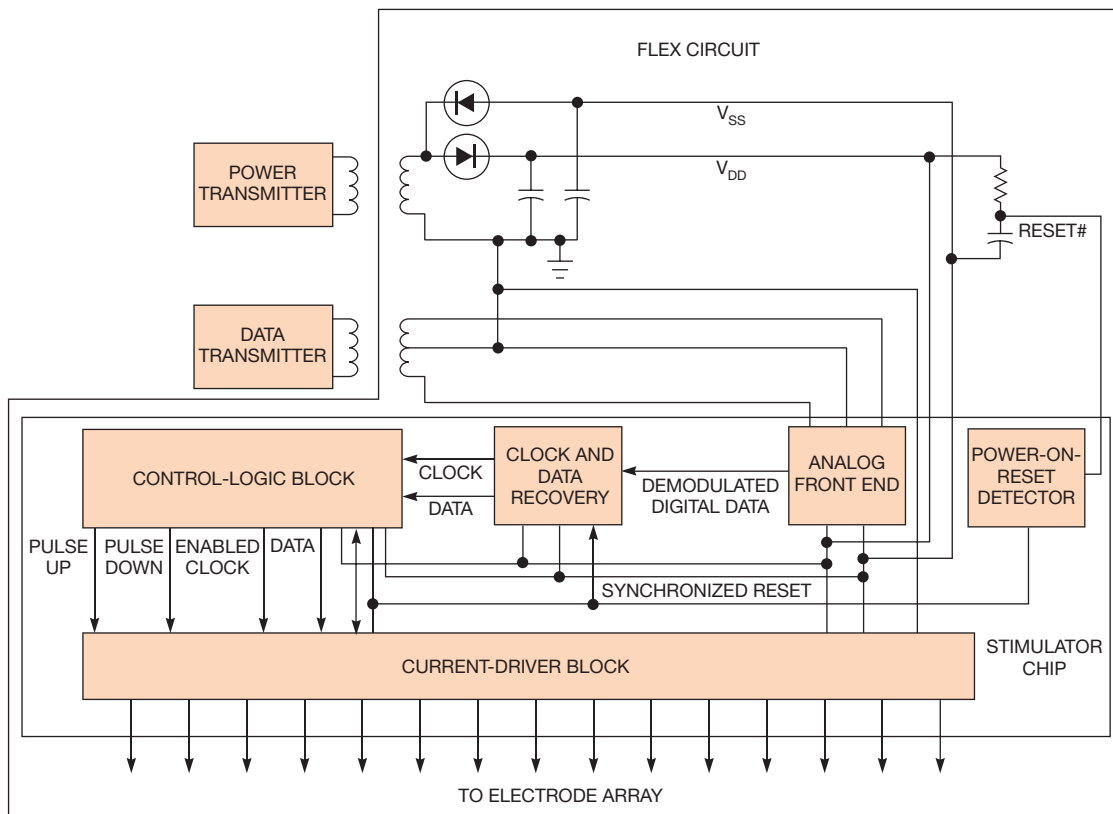 FLEX CIRCUIT
V_SS
POWER
TRANSMITTER
V_DD
RESET#
DATA
TRANSMITTER
CONTROL-LOGIC BLOCK
CLOCK
DATA
CLOCK AND
DATA
RECOVERY
DEMODULATED
DIGITAL DATA
ANALOG
FRONT END
POWER-ON-
RESET
DETECTOR
PULSE
UP
PULSE
DOWN
ENABLED
CLOCK
DATA
SYNCHRONIZED RESET
CURRENT-DRIVER BLOCK
STIMULATOR
CHIP
TO ELECTRODE ARRAY